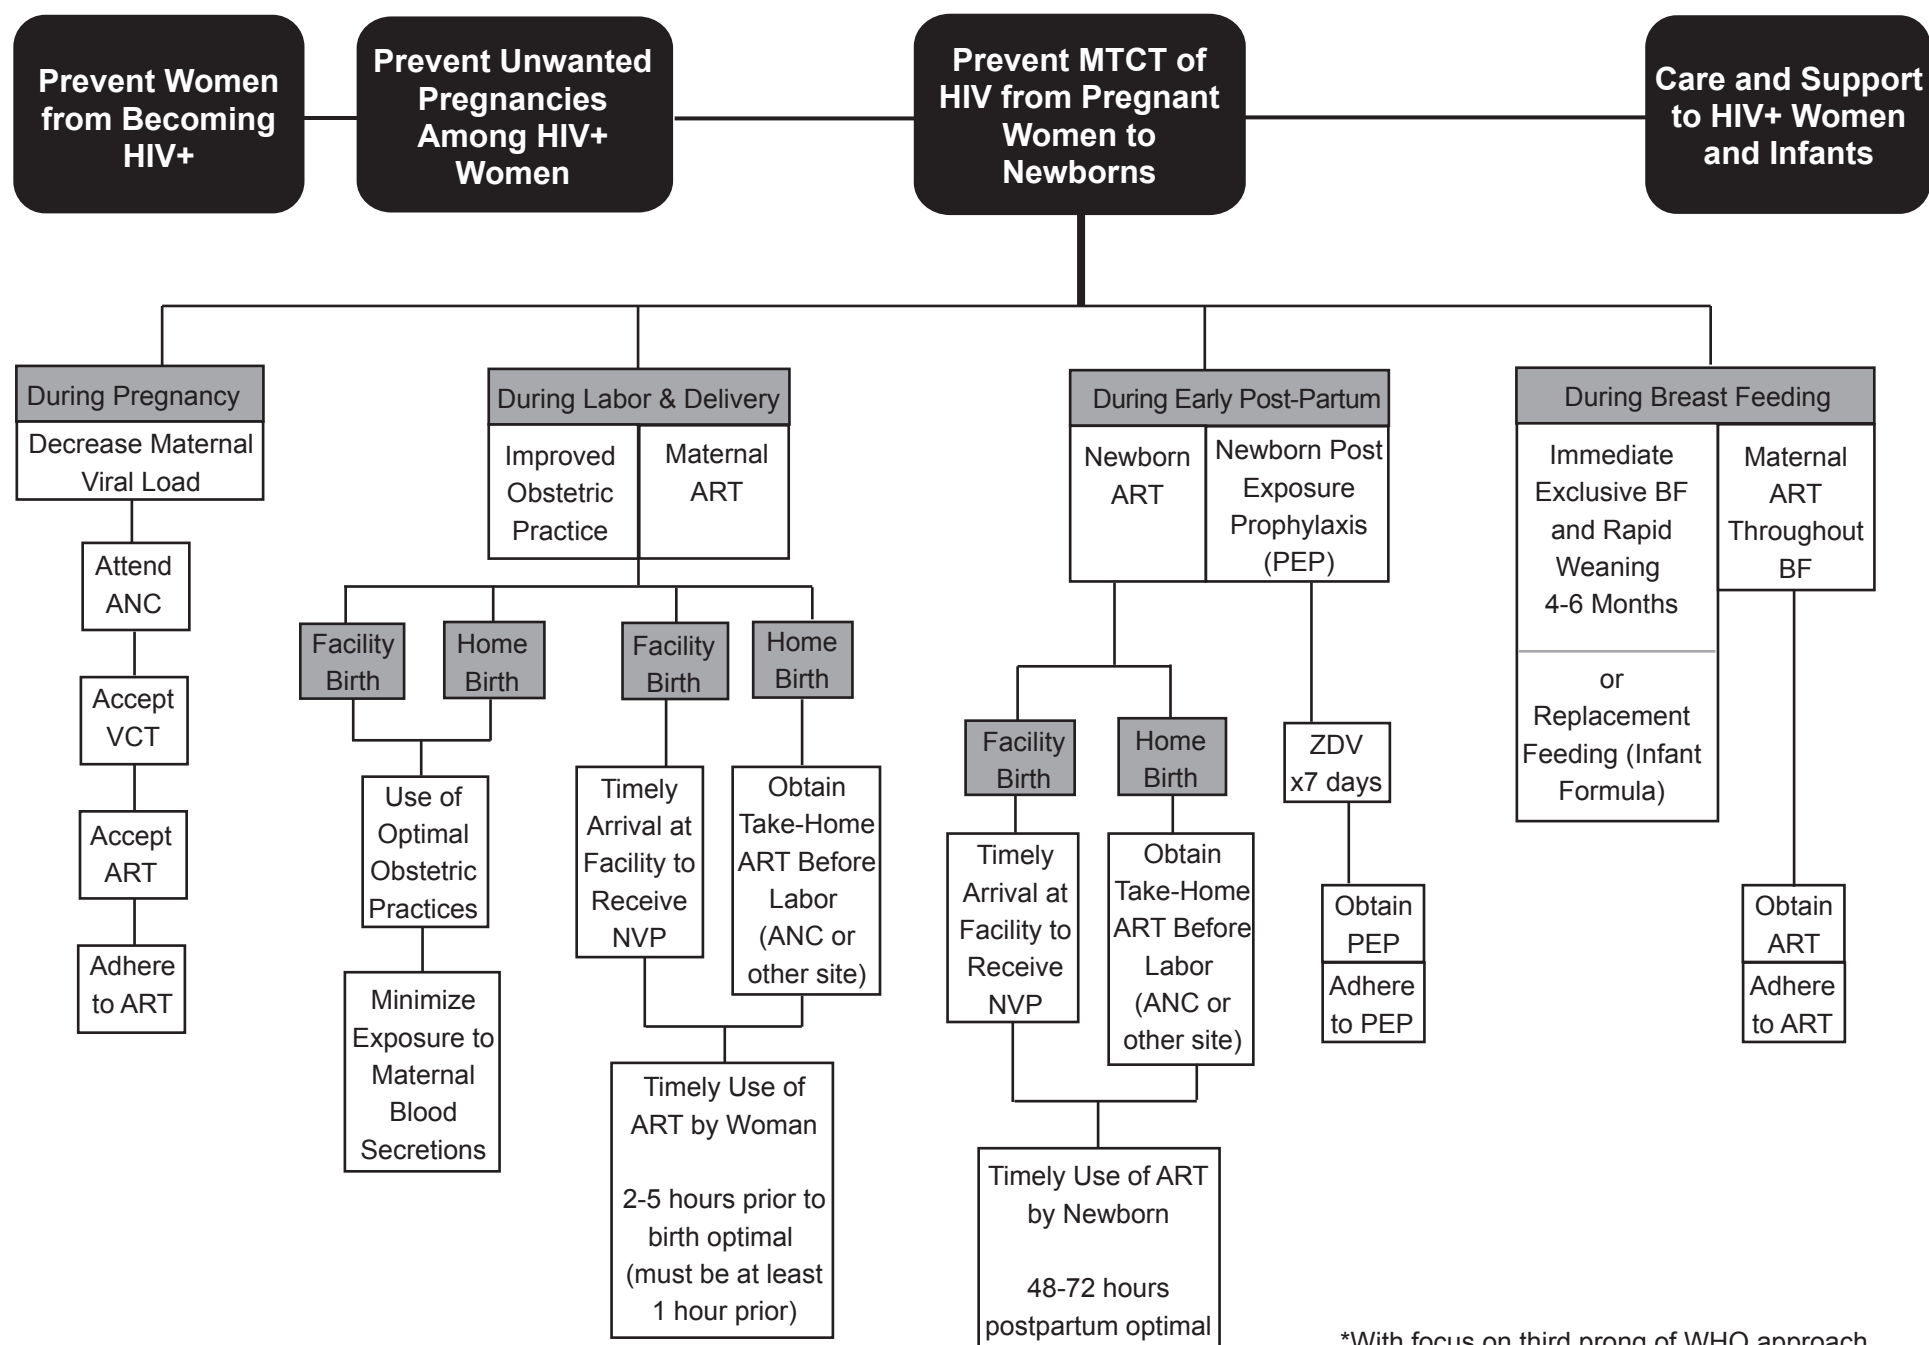 Prevent Women
from Becoming
HIV+
Prevent Unwanted
Pregnancies
Among HIV+
Women
Prevent MTCT of
HIV from Pregnant
Women to
Newborns
Care and Support
to HIV+ Women
and Infants
During Pregnancy
Decrease Maternal
Viral Load
Attend
ANC
Accept
VCT
Accept
ART
Adhere
to ART
During Labor & Delivery
Improved
Obstetric
Practice
Maternal
ART
Facility
Birth
Home
Birth
Use of
Optimal
Obstetric
Practices
Minimize
Exposure to
Maternal
Blood
Secretions
Facility
Birth
Home
Birth
Timely
Arrival at
Facility to
Receive
NVP
Obtain
Take-Home
ART Before
Labor
(ANC or
other site)
Timely Use of
ART by Woman
2-5 hours prior to
birth optimal
(must be at least
1 hour prior)
During Early Post-Partum
Newborn
ART
Newborn Post
Exposure
Prophylaxis
(PEP)
Facility
Birth
Home
Birth
Timely
Arrival at
Facility to
Receive
NVP
Obtain
Take-Home
ART Before
Labor
(ANC or
other site)
Timely Use of ART
by Newborn
48-72 hours
postpartum optimal
ZDV
x7 days
Obtain
PEP
Adhere
to PEP
During Breast Feeding
Immediate
Exclusive BF
and Rapid
Weaning
4-6 Months
or
Replacement
Feeding (Infant
Formula)
Maternal
ART
Throughout
BF
Obtain
ART
Adhere
to ART
*With focus on third prong of WHO approach